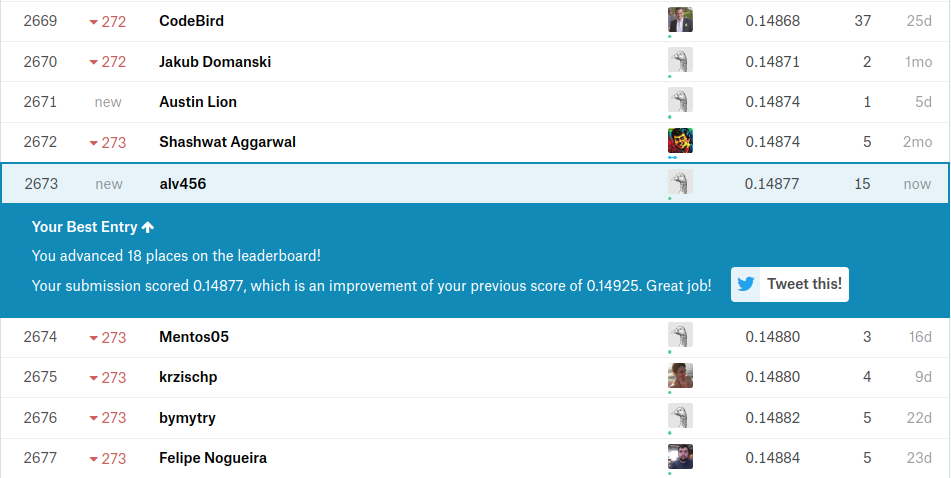 2669 272 CodeBird 0.14868 37 25d
2670 272 Jakub Domanski 0.14871 2 1mo
2671 new Austin Lion 0.14874 1 5d
2672 273 Shashwat Aggarwal 0.14874 5 2mo
2673 new alv456 0.14877 15 now
Your Best Entry
You advanced 18 places on the leaderboard!
Your submission scored 0.14877, which is an improvement of your previous score of 0.14925. Great job! Tweet this!
2674 273 Mentos05 0.14880 3 16d
2675 273 krzischp 0.14880 4 9d
2676 273 bymytry 0.14882 5 22d
2677 273 Felipe Nogueira 0.14884 5 23d